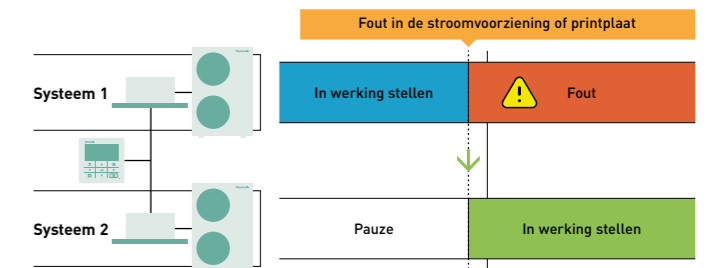 Fout in de stroomvoorziening of printplaat
Systeem 1
In werking stellen
Fout
Systeem 2
Pauze
In werking stellen